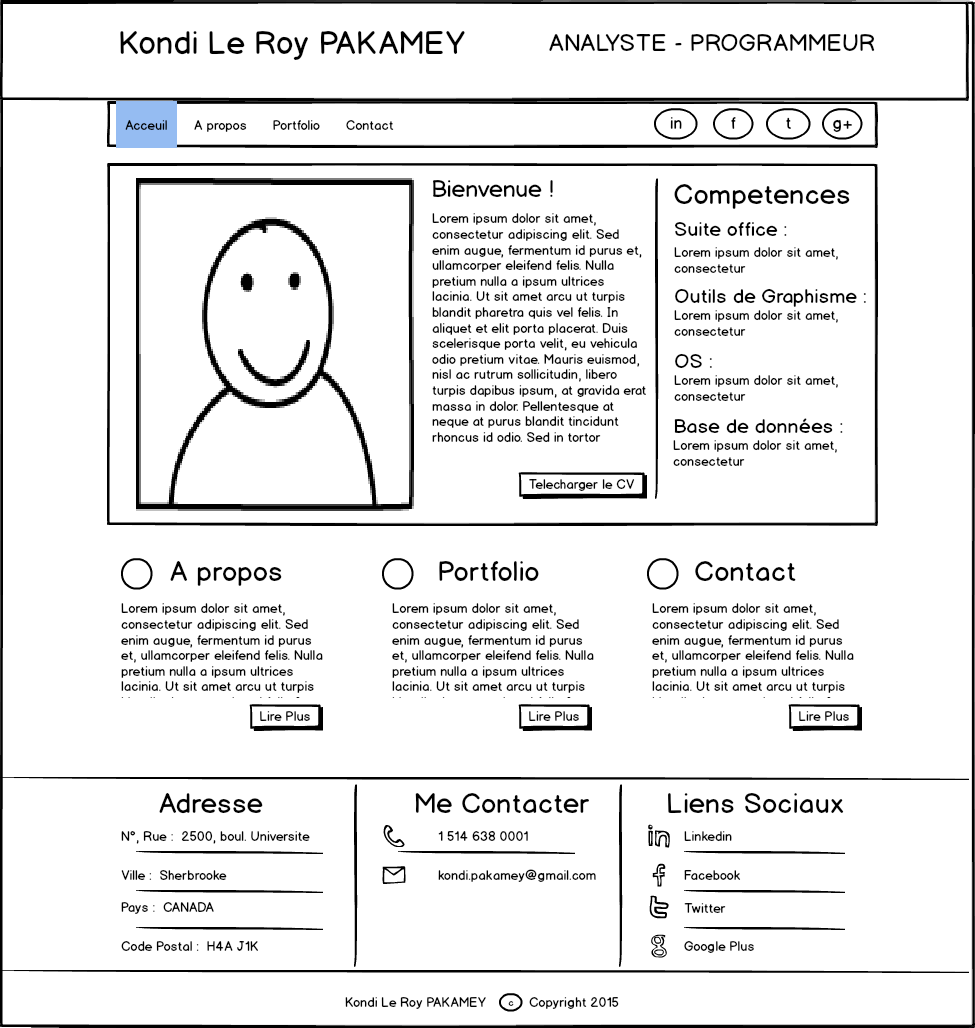 Kondi Le Roy PAKAMEY
ANALYSTE - PROGRAMMEUR
Acceuil
A propos
Portfolio
Contact
in
f
t
g+
Bienvenue !
Lorem ipsum dolor sit amet,
consectetur adipiscing elit. Sed
enim augue, fermentum id purus et,
ullamcorper eleifend felis. Nulla
pretium nulla a ipsum ultrices
lacinia. Ut sit amet arcu ut turpis
blandit pharetra quis vel felis. In
aliquet et elit porta placerat. Duis
scelerisque porta velit, eu vehicula
odio pretium vitae. Mauris euismod,
nisl ac rutrum sollicitudin, libero
turpis dapibus ipsum, at gravida erat
massa in dolor. Pellentesque at
neque at purus blandit tincidunt
rhoncus id odio. Sed in tortor
Telecharger le CV
Competences
Suite office :
Lorem ipsum dolor sit amet,
consectetur
Outils de Graphisme :
Lorem ipsum dolor sit amet,
consectetur
OS :
Lorem ipsum dolor sit amet,
consectetur
Base de données :
Lorem ipsum dolor sit amet,
consectetur
A propos
Lorem ipsum dolor sit amet,
consectetur adipiscing elit. Sed
enim augue, fermentum id purus
et, ullamcorper eleifend felis. Nulla
pretium nulla a ipsum ultrices
lacinia. Ut sit amet arcu ut turpis
Lire Plus
Portfolio
Lorem ipsum dolor sit amet,
consectetur adipiscing elit. Sed
enim augue, fermentum id purus
et, ullamcorper eleifend felis. Nulla
pretium nulla a ipsum ultrices
lacinia. Ut sit amet arcu ut turpis
Lire Plus
Contact
Lorem ipsum dolor sit amet,
consectetur adipiscing elit. Sed
enim augue, fermentum id purus
et, ullamcorper eleifend felis. Nulla
pretium nulla a ipsum ultrices
lacinia. Ut sit amet arcu ut turpis
Lire Plus
Adresse
N°, Rue : 2500, boul. Universite
Ville : Sherbrooke
Pays : CANADA
Code Postal : H4A J1K
Me Contacter
1 514 638 0001
kondi.pakamey@gmail.com
Liens Sociaux
in Linkedin
f Facebook
t Twitter
g Google Plus
Kondi Le Roy PAKAMEY © Copyright 2015